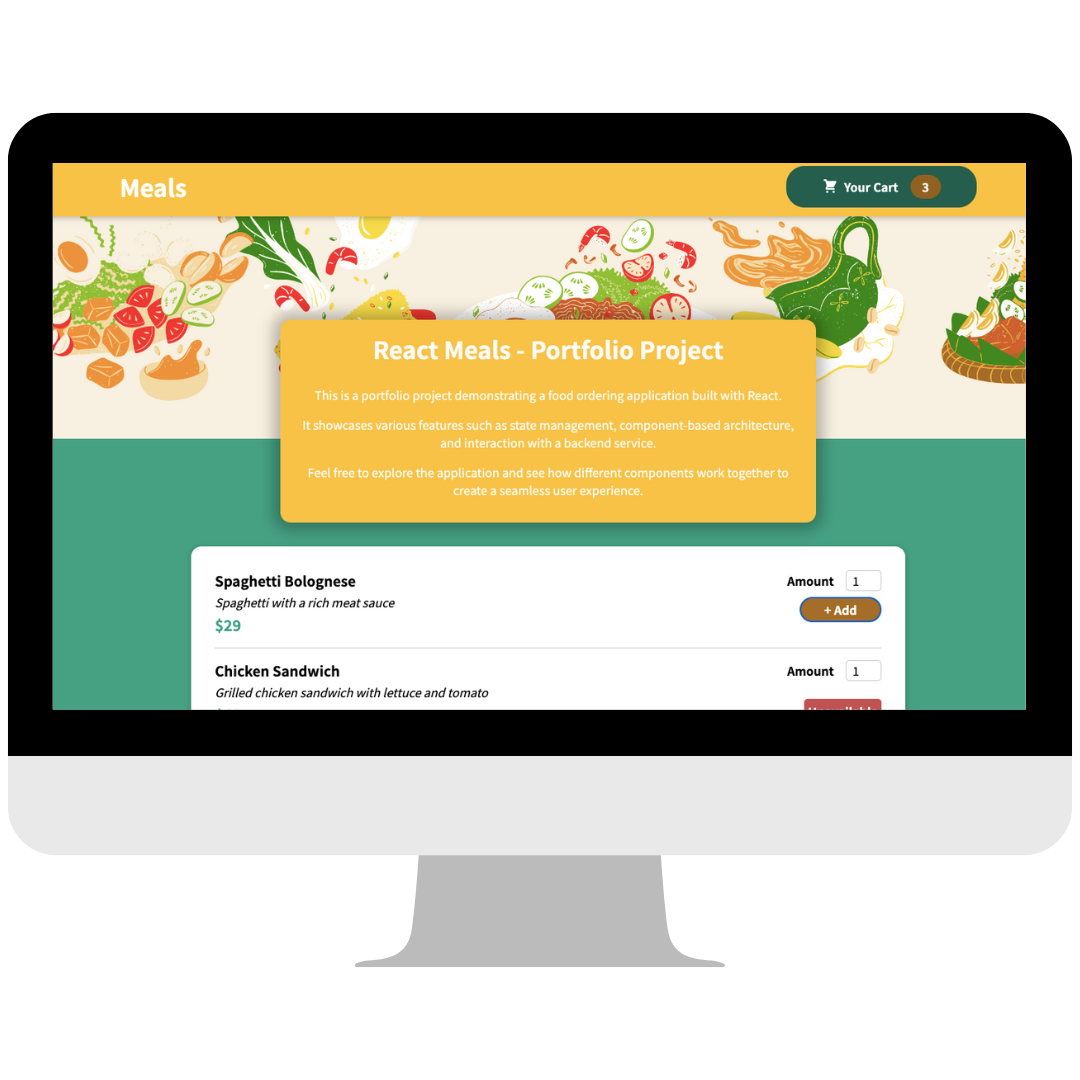 Meals
Your Cart 3
React Meals - Portfolio Project
This is a portfolio project demonstrating a food ordering application built with React.
It showcases various features such as state management, component-based architecture,
and interaction with a backend service.
Feel free to explore the application and see how different components work together to
create a seamless user experience.
Spaghetti Bolognese
Amount 1
Spaghetti with a rich meat sauce
+ Add
$29
Chicken Sandwich
Amount 1
Grilled chicken sandwich with lettuce and tomato